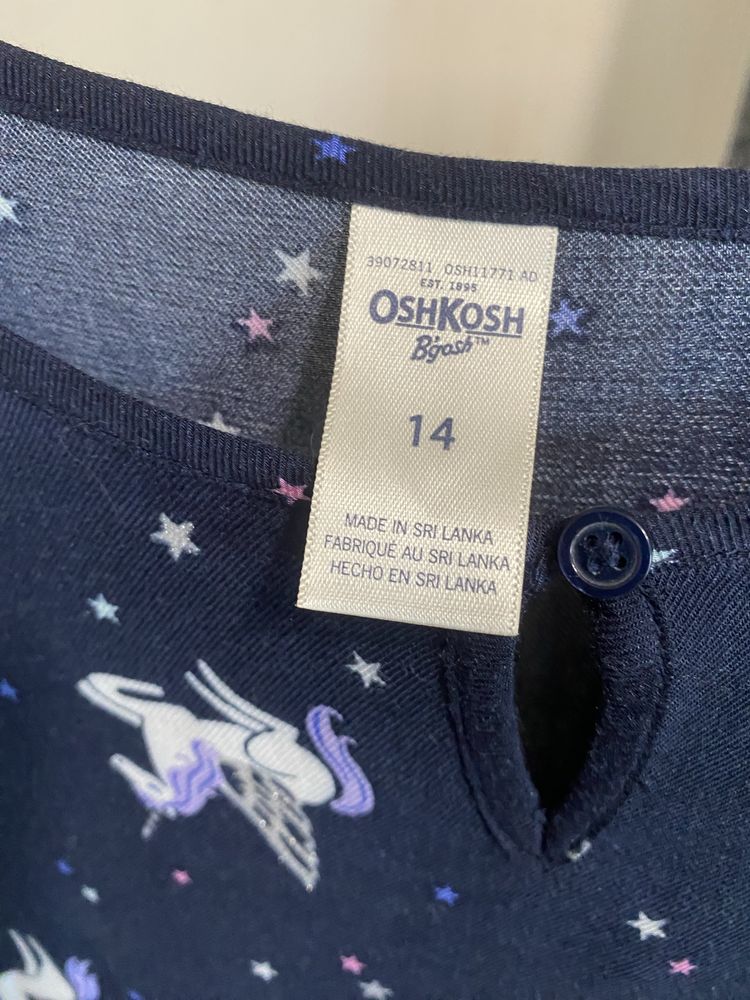 39072811 OSH11771 AD
EST. 1895
OSHKOSH
B'gosh™
14
MADE IN SRI LANKA
FABRIQUÉ AU SRI LANKA
HECHO EN SRI LANKA